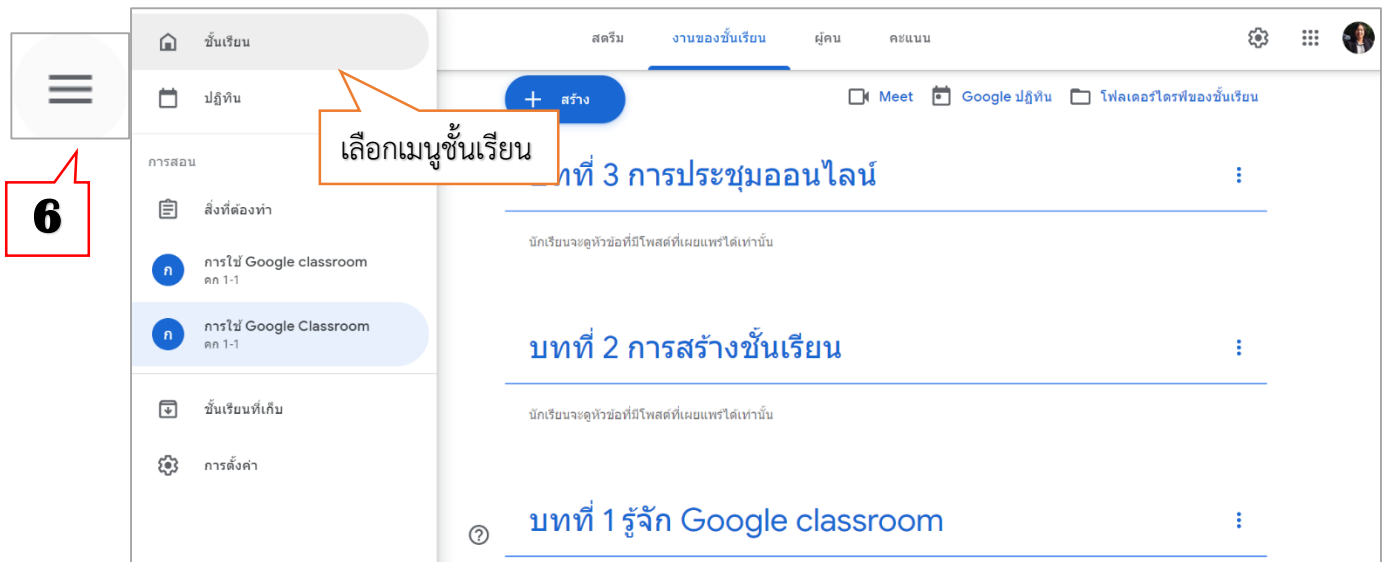 6
ชั้นเรียน
ปฏิทิน
เลือกเมนูชั้นเรียน
การสอน
สิ่งที่ต้องทำ
ก
การใช้ Google classroom
คก 1-1
ก
การใช้ Google Classroom
คก 1-1
ชั้นเรียนที่เก็บ
การตั้งค่า
สตรีม งานของชั้นเรียน ผู้คน คะแนน
สร้าง
Meet Google ปฏิทิน โฟลเดอร์ไดรฟ์ของชั้นเรียน
บทที่ 3 การประชุมออนไลน์
นักเรียนจะดูหัวข้อที่มีโพสต์ที่เผยแพร่ได้เท่านั้น
บทที่ 2 การสร้างชั้นเรียน
นักเรียนจะดูหัวข้อที่มีโพสต์ที่เผยแพร่ได้เท่านั้น
บทที่ 1 รู้จัก Google classroom